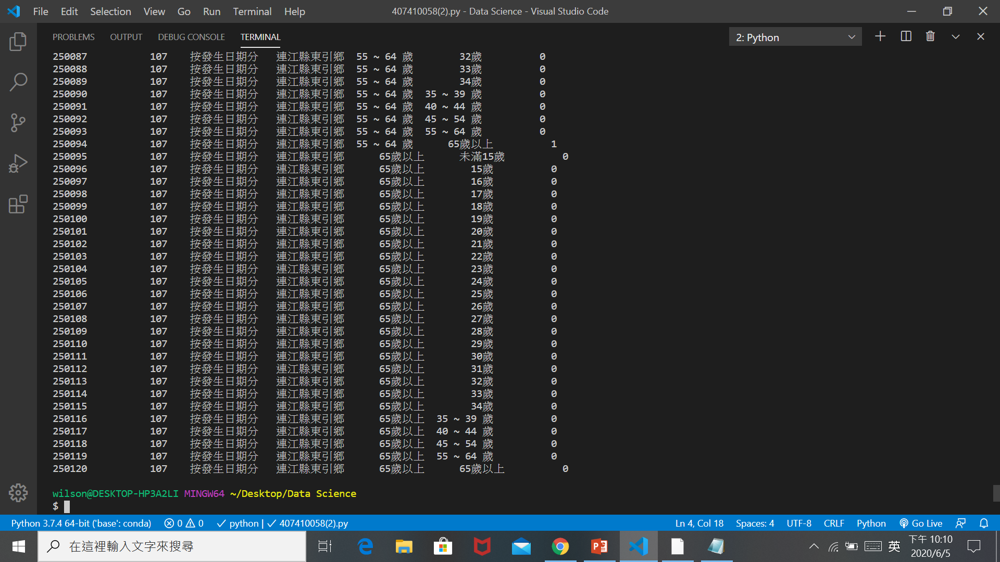 File Edit Selection View Go Run Terminal Help 407410058(2).py - Data Science - Visual Studio Code
PROBLEMS OUTPUT DEBUG CONSOLE TERMINAL 2: Python
250087 107 按發生日期分 連江縣東引鄉 55 ~ 64 歲 32歲 0
250088 107 按發生日期分 連江縣東引鄉 55 ~ 64 歲 33歲 0
250089 107 按發生日期分 連江縣東引鄉 55 ~ 64 歲 34歲 0
250090 107 按發生日期分 連江縣東引鄉 55 ~ 64 歲 35 ~ 39 歲 0
250091 107 按發生日期分 連江縣東引鄉 55 ~ 64 歲 40 ~ 44 歲 0
250092 107 按發生日期分 連江縣東引鄉 55 ~ 64 歲 45 ~ 54 歲 0
250093 107 按發生日期分 連江縣東引鄉 55 ~ 64 歲 55 ~ 64 歲 0
250094 107 按發生日期分 連江縣東引鄉 55 ~ 64 歲 65歲以上 1
250095 107 按發生日期分 連江縣東引鄉 65歲以上 未滿15歲 0
250096 107 按發生日期分 連江縣東引鄉 65歲以上 15歲 0
250097 107 按發生日期分 連江縣東引鄉 65歲以上 16歲 0
250098 107 按發生日期分 連江縣東引鄉 65歲以上 17歲 0
250099 107 按發生日期分 連江縣東引鄉 65歲以上 18歲 0
250100 107 按發生日期分 連江縣東引鄉 65歲以上 19歲 0
250101 107 按發生日期分 連江縣東引鄉 65歲以上 20歲 0
250102 107 按發生日期分 連江縣東引鄉 65歲以上 21歲 0
250103 107 按發生日期分 連江縣東引鄉 65歲以上 22歲 0
250104 107 按發生日期分 連江縣東引鄉 65歲以上 23歲 0
250105 107 按發生日期分 連江縣東引鄉 65歲以上 24歲 0
250106 107 按發生日期分 連江縣東引鄉 65歲以上 25歲 0
250107 107 按發生日期分 連江縣東引鄉 65歲以上 26歲 0
250108 107 按發生日期分 連江縣東引鄉 65歲以上 27歲 0
250109 107 按發生日期分 連江縣東引鄉 65歲以上 28歲 0
250110 107 按發生日期分 連江縣東引鄉 65歲以上 29歲 0
250111 107 按發生日期分 連江縣東引鄉 65歲以上 30歲 0
250112 107 按發生日期分 連江縣東引鄉 65歲以上 31歲 0
250113 107 按發生日期分 連江縣東引鄉 65歲以上 32歲 0
250114 107 按發生日期分 連江縣東引鄉 65歲以上 33歲 0
250115 107 按發生日期分 連江縣東引鄉 65歲以上 34歲 0
250116 107 按發生日期分 連江縣東引鄉 65歲以上 35 ~ 39 歲 0
250117 107 按發生日期分 連江縣東引鄉 65歲以上 40 ~ 44 歲 0
250118 107 按發生日期分 連江縣東引鄉 65歲以上 45 ~ 54 歲 0
250119 107 按發生日期分 連江縣東引鄉 65歲以上 55 ~ 64 歲 0
250120 107 按發生日期分 連江縣東引鄉 65歲以上 65歲以上 0
wilson@DESKTOP-HP3A2LI MINGW64 ~/Desktop/Data Science
$
Python 3.7.4 64-bit ('base': conda) 0 0 python | 407410058(2).py Ln 4, Col 18 Spaces: 4 UTF-8 CRLF Python Go Live
在這裡輸入文字來搜尋 英 下午 10:10
2020/6/5